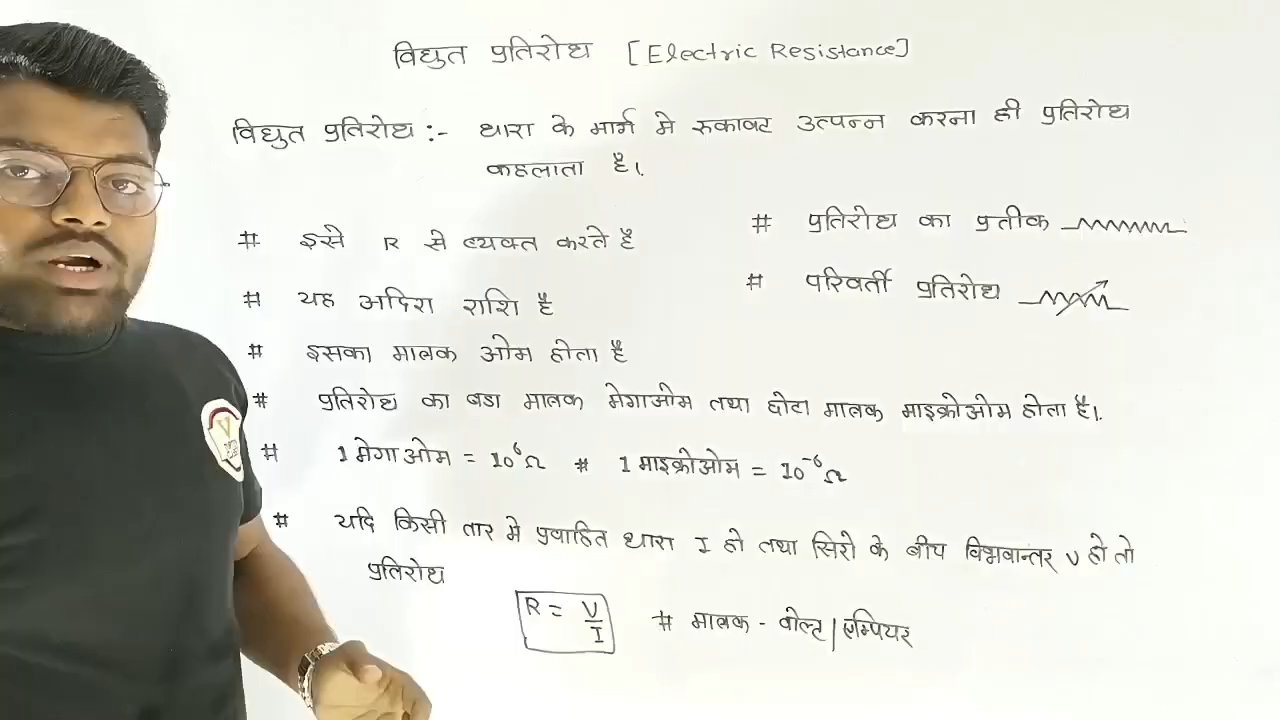 विद्युत प्रतिरोध [Electric Resistance]
विद्युत प्रतिरोध :- धारा के मार्ग मे रुकावट उत्पन्न करना ही प्रतिरोध
कहलाता है।
# इसे R से व्यक्त करते है
# यह अदिश राशि है
# इसका मात्रक ओम होता है
# प्रतिरोध का प्रतीक
# परिवर्ती प्रतिरोध
# प्रतिरोध का बडा मात्रक मेगाओम तथा छोटा मात्रक माइक्रोओम होता है।
# 1 मेगाओम = 10⁶Ω # 1 माइक्रोओम = 10⁻⁶Ω
# यदि किसी तार मे प्रवाहित धारा I हो तथा सिरो के बीच विभवान्तर V हो तो
प्रतिरोध
R = V/I # मात्रक - वोल्ट/एम्पियर